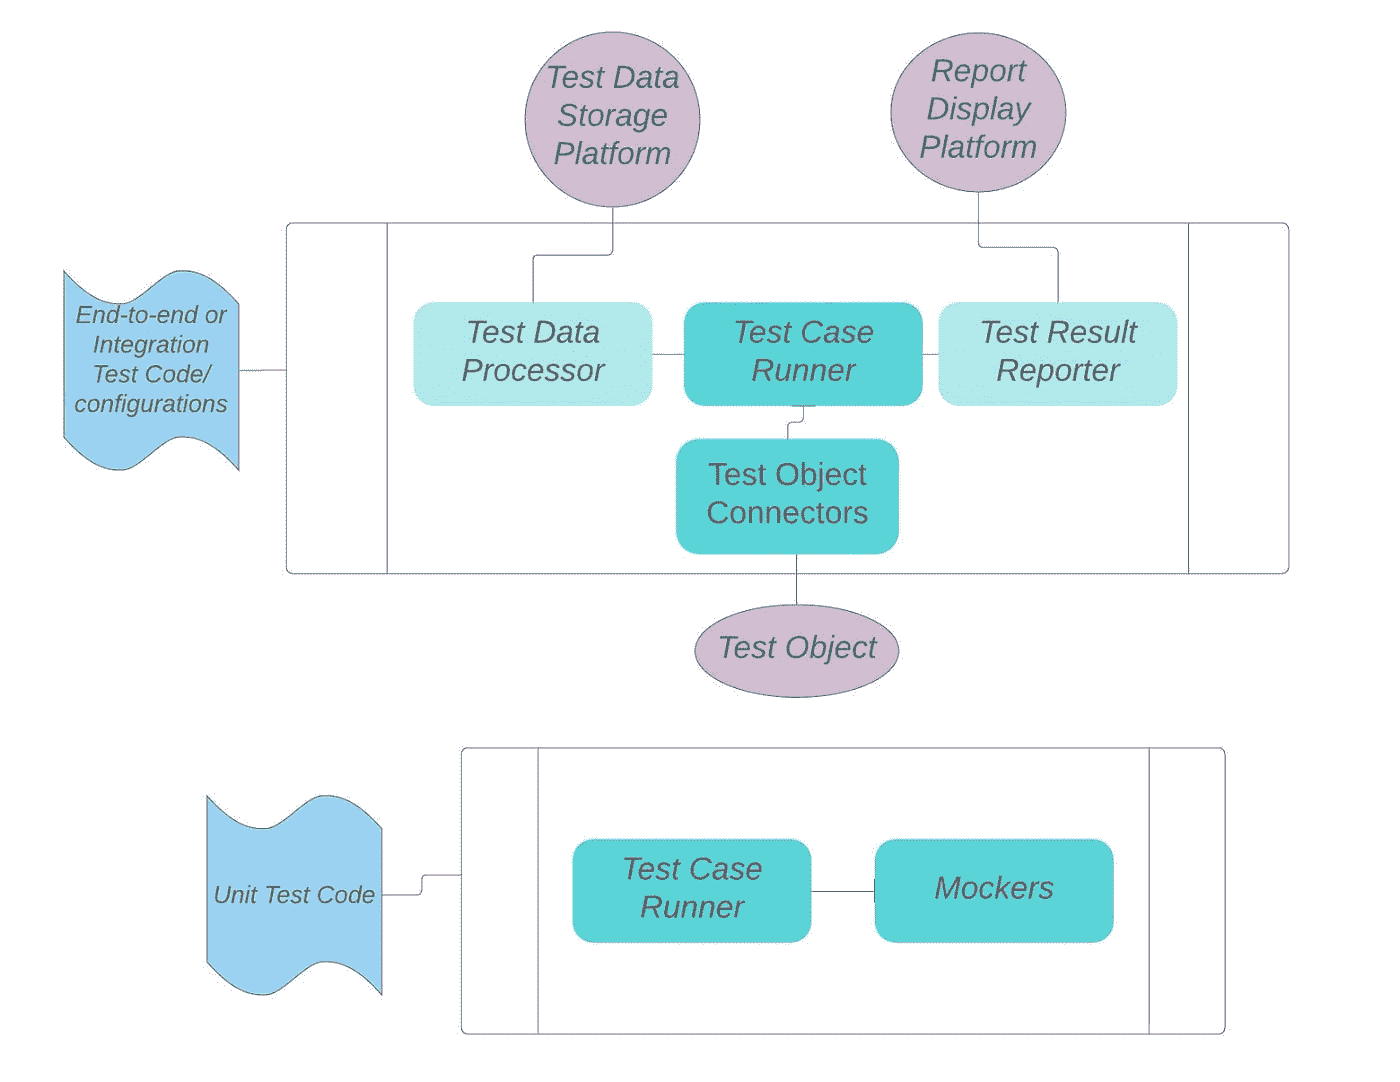 Test Data
Storage
Platform
Report
Display
Platform
End-to-end or
Integration
Test Code/
configurations
Test Data
Processor
Test Case
Runner
Test Result
Reporter
Test Object
Connectors
Test Object
Unit Test Code
Test Case
Runner
Mockers